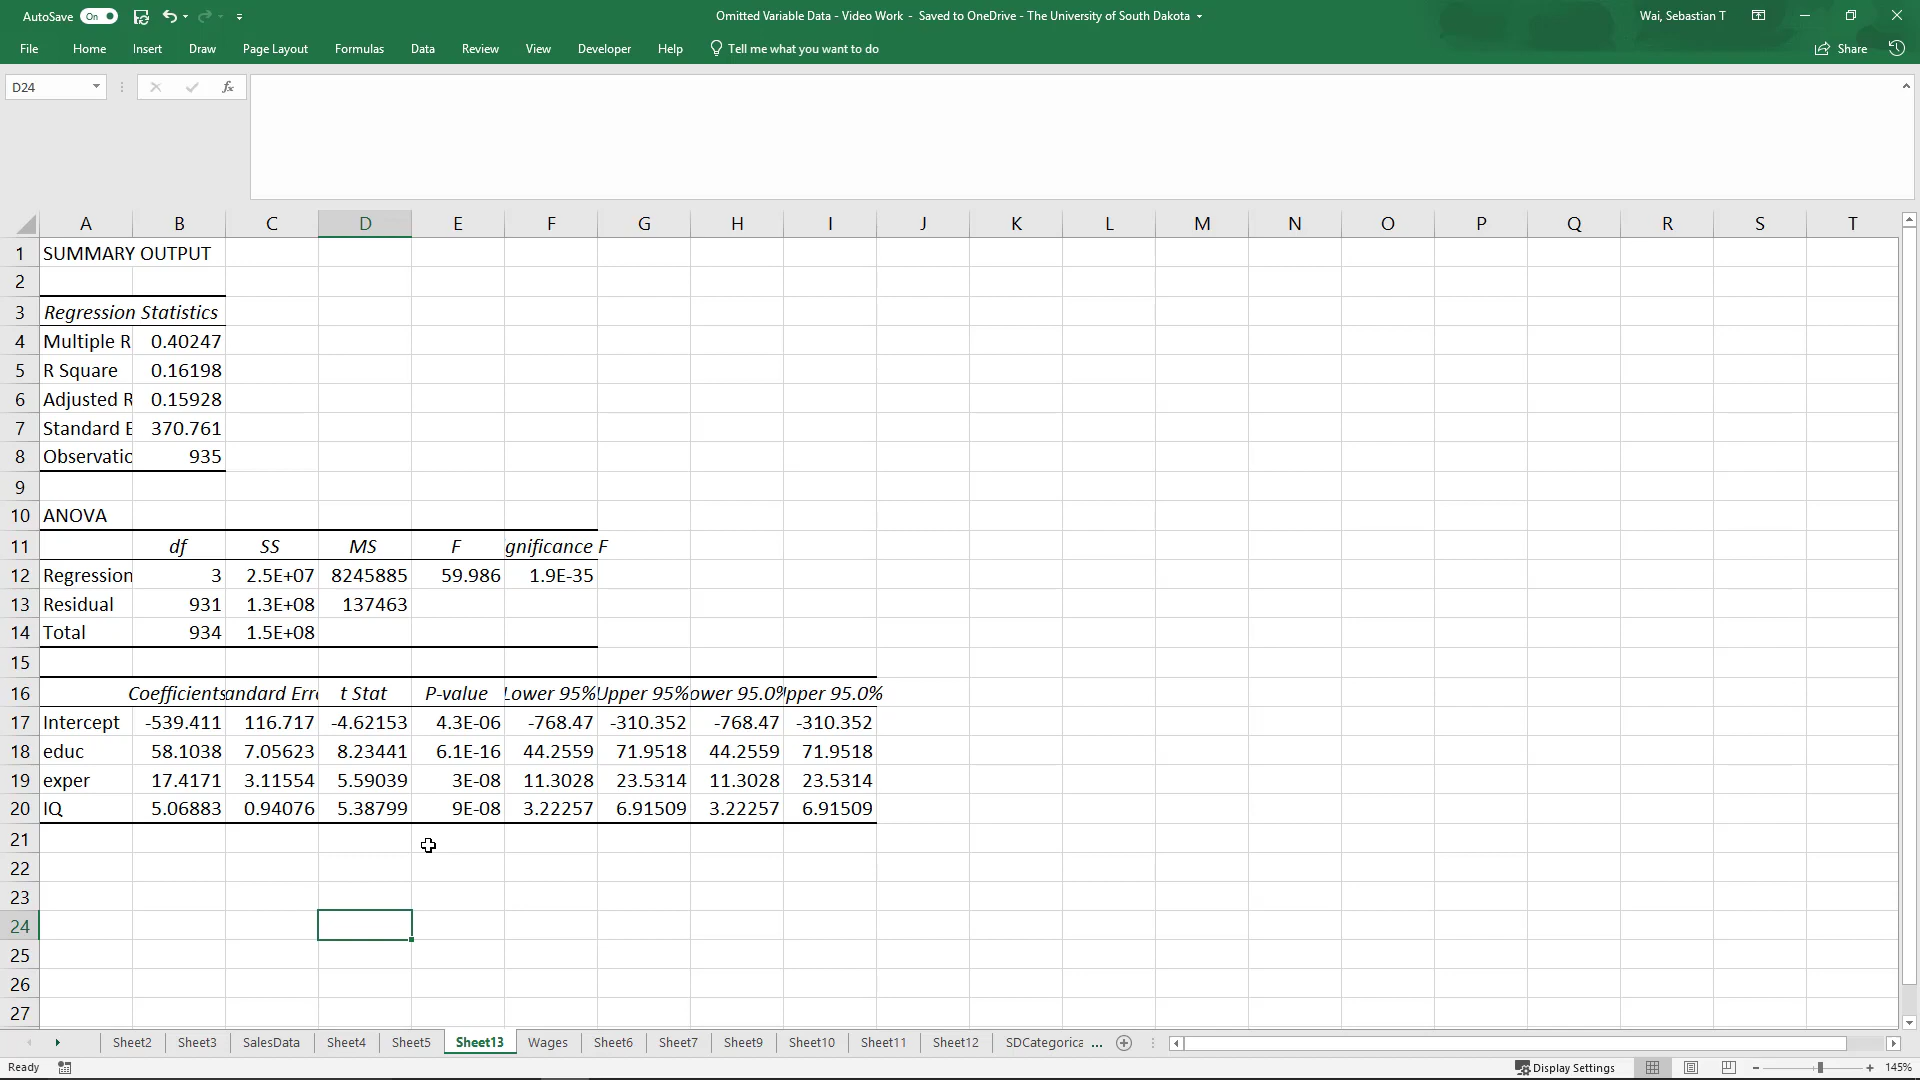 AutoSave On Omitted Variable Data - Video Work - Saved to OneDrive - The University of South Dakota Wai, Sebastian T
File Home Insert Draw Page Layout Formulas Data Review View Developer Help Tell me what you want to do Share
D24 fx
A B C D E F G H I J K L M N O P Q R S T
1 SUMMARY OUTPUT
2
3 Regression Statistics
4 Multiple R 0.40247
5 R Square 0.16198
6 Adjusted R 0.15928
7 Standard E 370.761
8 Observatio 935
9
10 ANOVA
11 df SS MS F gnificance F
12 Regression 3 2.5E+07 8245885 59.986 1.9E-35
13 Residual 931 1.3E+08 137463
14 Total 934 1.5E+08
15
16 Coefficients andard Erro t Stat P-value Lower 95% Upper 95% ower 95.0% pper 95.0%
17 Intercept -539.411 116.717 -4.62153 4.3E-06 -768.47 -310.352 -768.47 -310.352
18 educ 58.1038 7.05623 8.23441 6.1E-16 44.2559 71.9518 44.2559 71.9518
19 exper 17.4171 3.11554 5.59039 3E-08 11.3028 23.5314 11.3028 23.5314
20 IQ 5.06883 0.94076 5.38799 9E-08 3.22257 6.91509 3.22257 6.91509
21
22
23
24
25
26
27
Sheet2 Sheet3 SalesData Sheet4 Sheet5 Sheet13 Wages Sheet6 Sheet7 Sheet9 Sheet10 Sheet11 Sheet12 SDCategorica ...
Ready Display Settings 145%